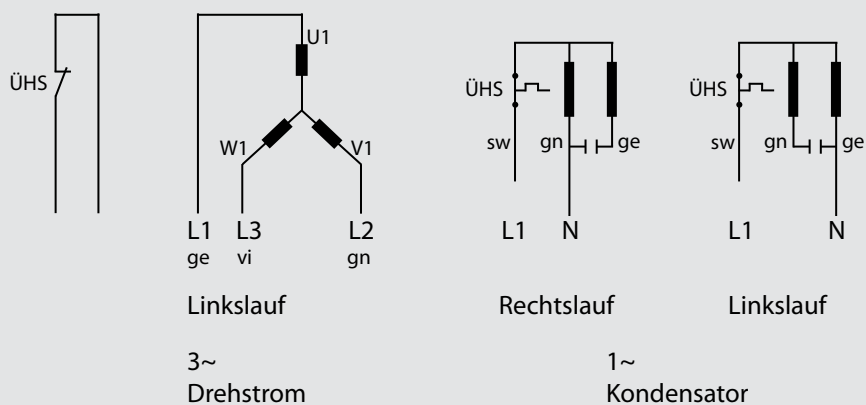 U1
ÜHS
W1 V1
L1 L3 L2
ge vi gn
Linkslauf
3~
Drehstrom
ÜHS
sw gn ge
L1 N
Rechtslauf
ÜHS
sw gn ge
L1 N
Linkslauf
1~
Kondensator